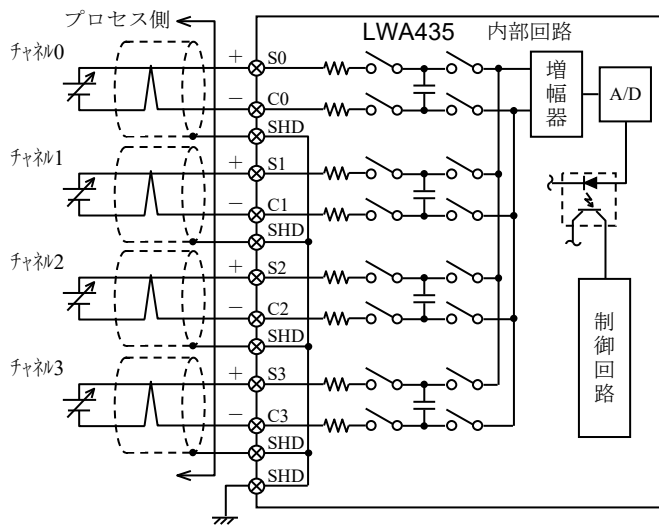 プロセス側
LWA435 内部回路
チャネル0
+ S0
− C0
SHD
増幅器
A/D
チャネル1
+ S1
− C1
SHD
チャネル2
+ S2
− C2
SHD
制御回路
チャネル3
+ S3
− C3
SHD
SHD